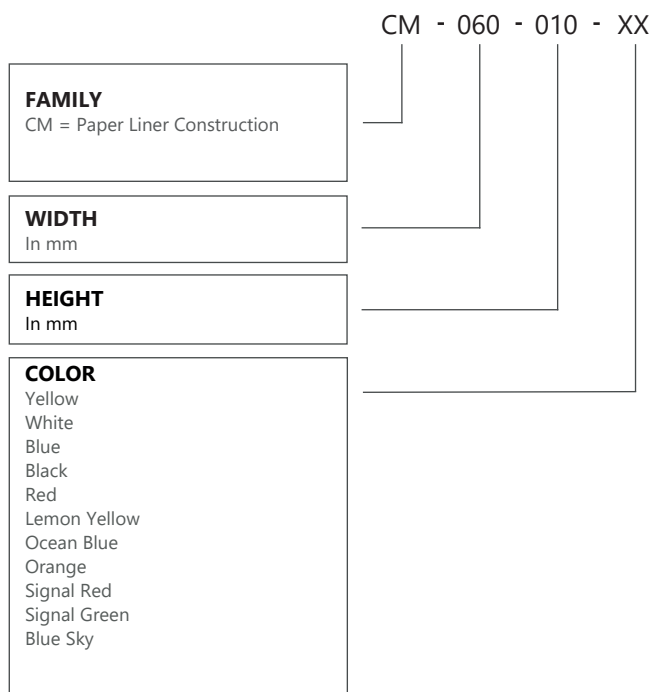 CM - 060 - 010 - XX
FAMILY
CM = Paper Liner Construction
WIDTH
In mm
HEIGHT
In mm
COLOR
Yellow
White
Blue
Black
Red
Lemon Yellow
Ocean Blue
Orange
Signal Red
Signal Green
Blue Sky